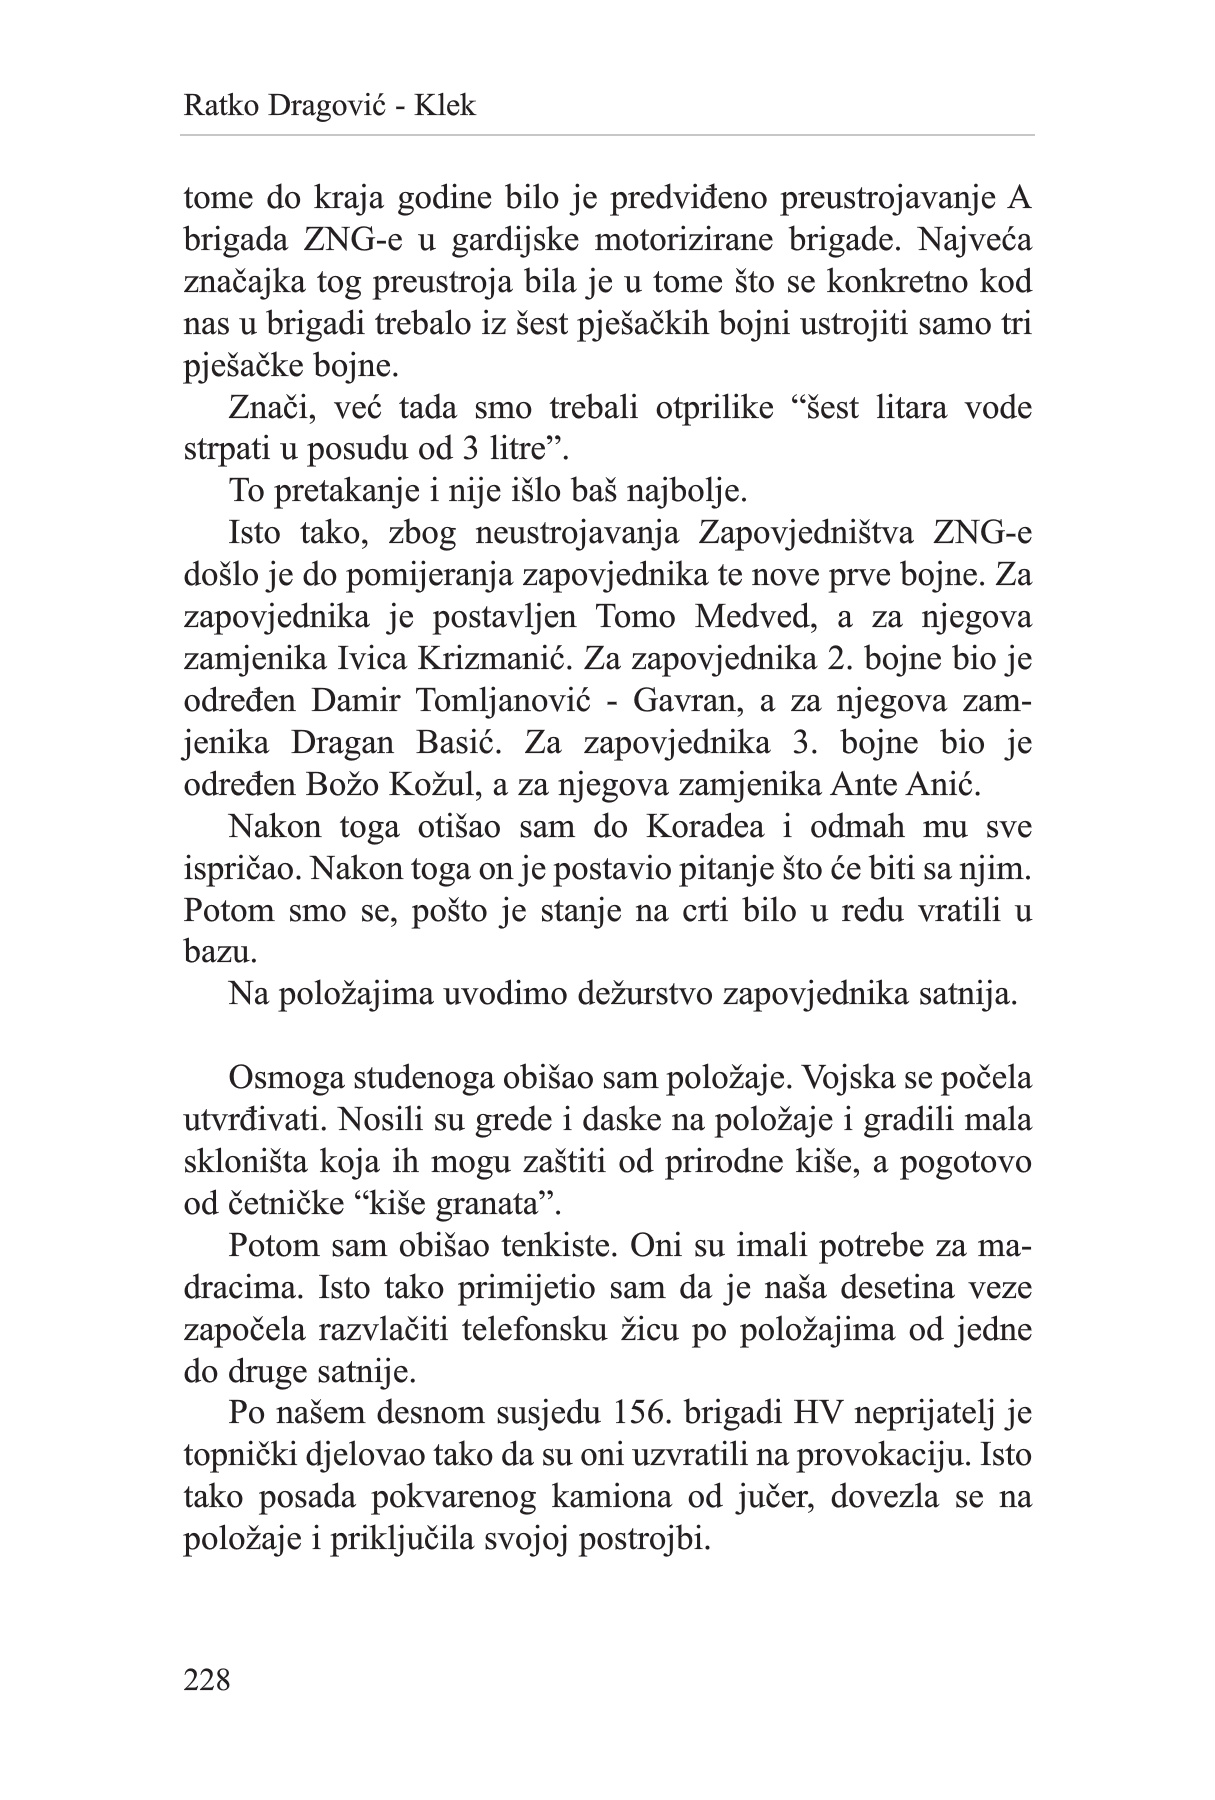 Ratko Dragović - Klek
tome do kraja godine bilo je predviđeno preustrojavanje A
brigada ZNG-e u gardijske motorizirane brigade. Najveća
značajka tog preustroja bila je u tome što se konkretno kod
nas u brigadi trebalo iz šest pješačkih bojni ustrojiti samo tri
pješačke bojne.
Znači, već tada smo trebali otprilike “šest litara vode
strpati u posudu od 3 litre”.
To pretakanje i nije išlo baš najbolje.
Isto tako, zbog neustrojavanja Zapovjedništva ZNG-e
došlo je do pomijeranja zapovjednika te nove prve bojne. Za
zapovjednika je postavljen Tomo Medved, a za njegova
zamjenika Ivica Krizmanić. Za zapovjednika 2. bojne bio je
određen Damir Tomljanović - Gavran, a za njegova zam-
jenika Dragan Basić. Za zapovjednika 3. bojne bio je
određen Božo Kožul, a za njegova zamjenika Ante Anić.
Nakon toga otišao sam do Koradea i odmah mu sve
ispričao. Nakon toga on je postavio pitanje što će biti sa njim.
Potom smo se, pošto je stanje na crti bilo u redu vratili u
bazu.
Na položajima uvodimo dežurstvo zapovjednika satnija.
Osmoga studenoga obišao sam položaje. Vojska se počela
utvrđivati. Nosili su grede i daske na položaje i gradili mala
skloništa koja ih mogu zaštiti od prirodne kiše, a pogotovo
od četničke “kiše granata”.
Potom sam obišao tenkiste. Oni su imali potrebe za ma-
dracima. Isto tako primijetio sam da je naša desetina veze
započela razvlačiti telefonsku žicu po položajima od jedne
do druge satnije.
Po našem desnom susjedu 156. brigadi HV neprijatelj je
topnički djelovao tako da su oni uzvratili na provokaciju. Isto
tako posada pokvarenog kamiona od jučer, dovezla se na
položaje i priključila svojoj postrojbi.
228